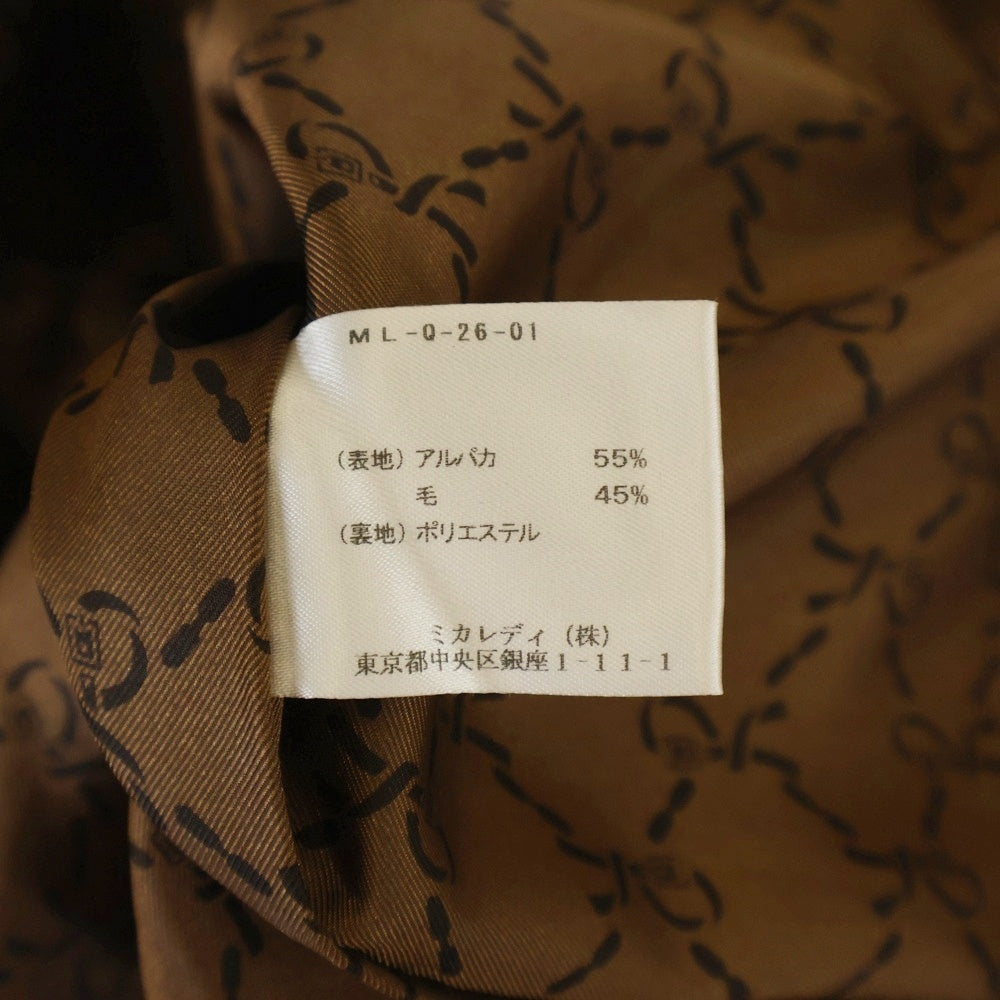 ML-Q-26-01
(表地) アルパカ 55%
毛 45%
(裏地) ポリエステル
ミカレディ (株)
東京都中央区銀座1-11-1